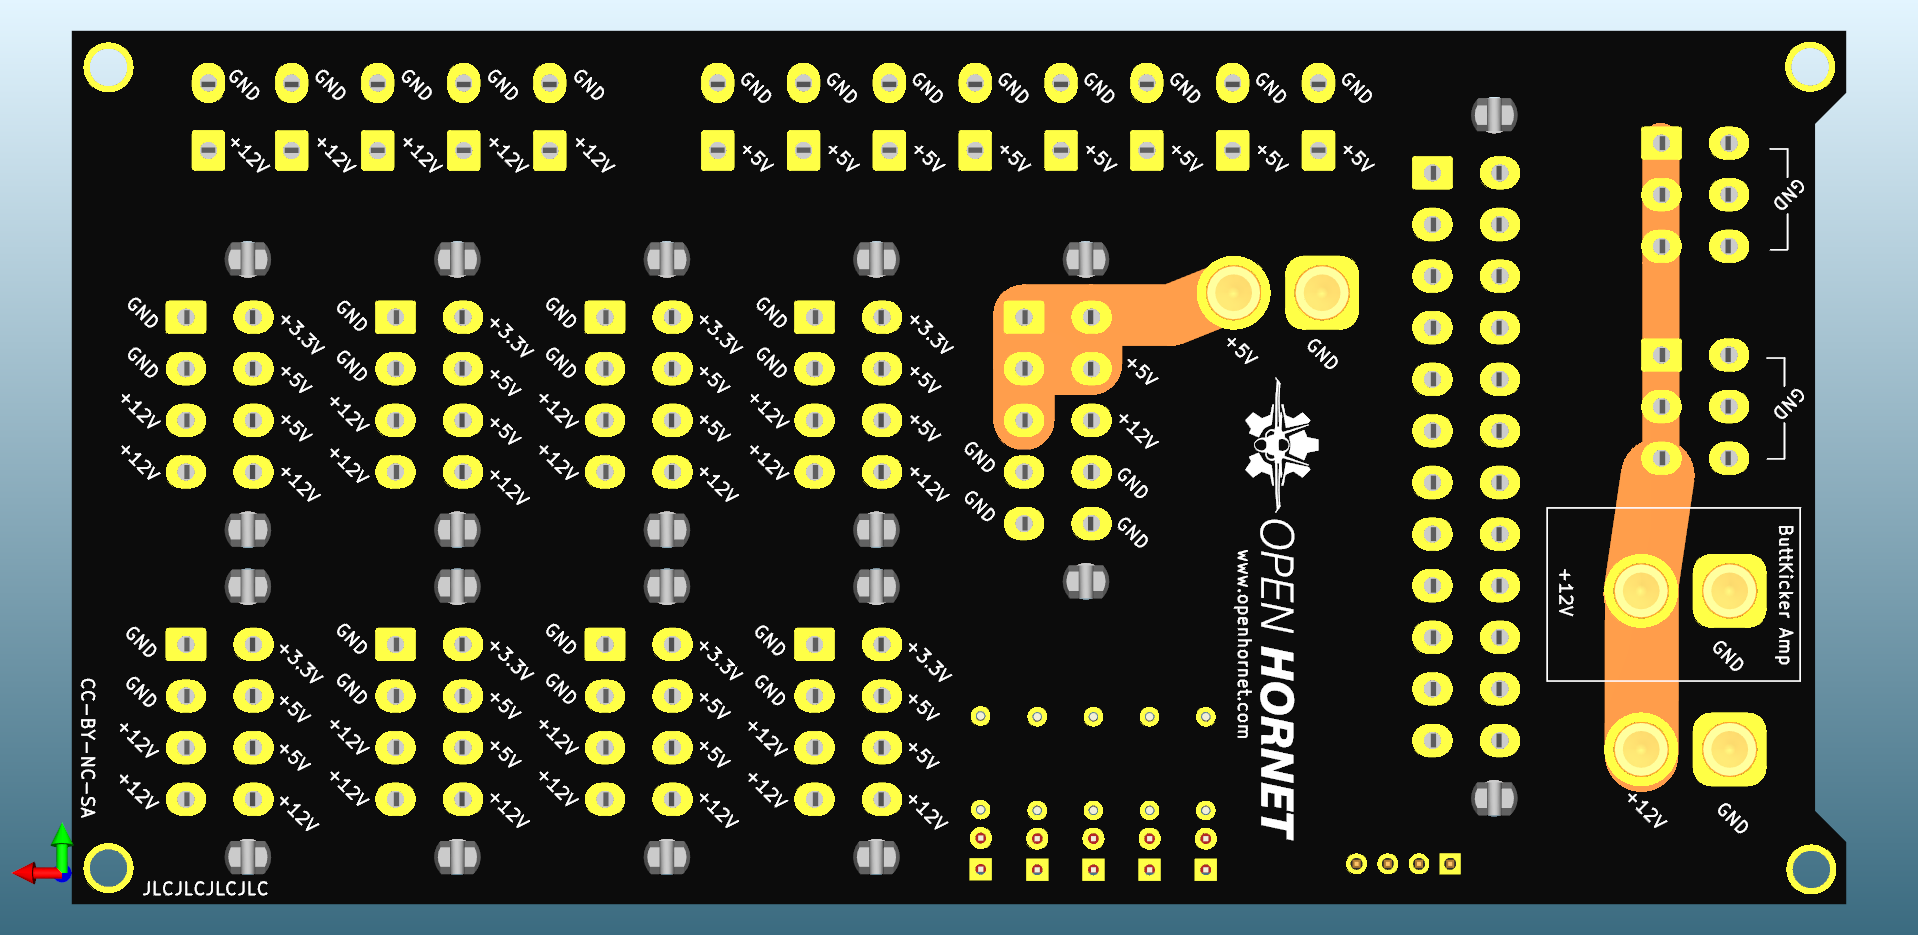 GND GND GND GND GND GND GND GND GND GND GND GND GND
+12V +12V +12V +12V +12V +5V +5V +5V +5V +5V +5V +5V +5V
GND
GND +3.3V GND +3.3V GND +3.3V GND +3.3V
+5V GND
GND +5V GND +5V GND +5V GND +5V +5V
+12V +5V +12V +5V +12V +5V +12V +5V +12V
GND
+12V +12V +12V +12V +12V +12V +12V +12V GND GND
GND GND
OPEN HORNET
www.openhornet.com
ButtKicker Amp
+12V
GND
GND +3.3V GND +3.3V GND +3.3V GND +3.3V
GND +5V GND +5V GND +5V GND +5V
+12V +5V +12V +5V +12V +5V +12V +5V
+12V +12V +12V +12V +12V +12V +12V +12V
+12V GND
CC-BY-NC-SA
JLCJLCJLCJLC